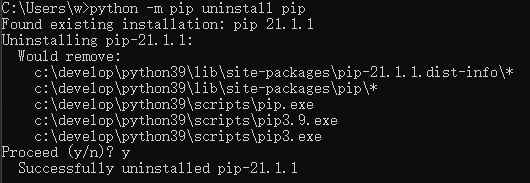 C:\Users\w>python -m pip uninstall pip
Found existing installation: pip 21.1.1
Uninstalling pip-21.1.1:
  Would remove:
    c:\develop\python39\lib\site-packages\pip-21.1.1.dist-info\*
    c:\develop\python39\lib\site-packages\pip\*
    c:\develop\python39\scripts\pip.exe
    c:\develop\python39\scripts\pip3.9.exe
    c:\develop\python39\scripts\pip3.exe
Proceed (y/n)? y
  Successfully uninstalled pip-21.1.1